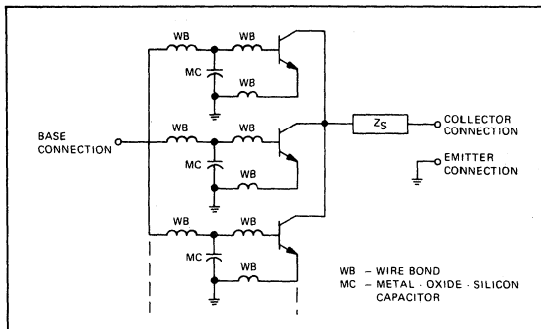 WB
WB
MC
WB
WB
WB
BASE
CONNECTION
MC
WB
ZS
COLLECTOR
CONNECTION
EMITTER
CONNECTION
WB
WB
MC
WB
WB – WIRE BOND
MC – METAL - OXIDE - SILICON
CAPACITOR